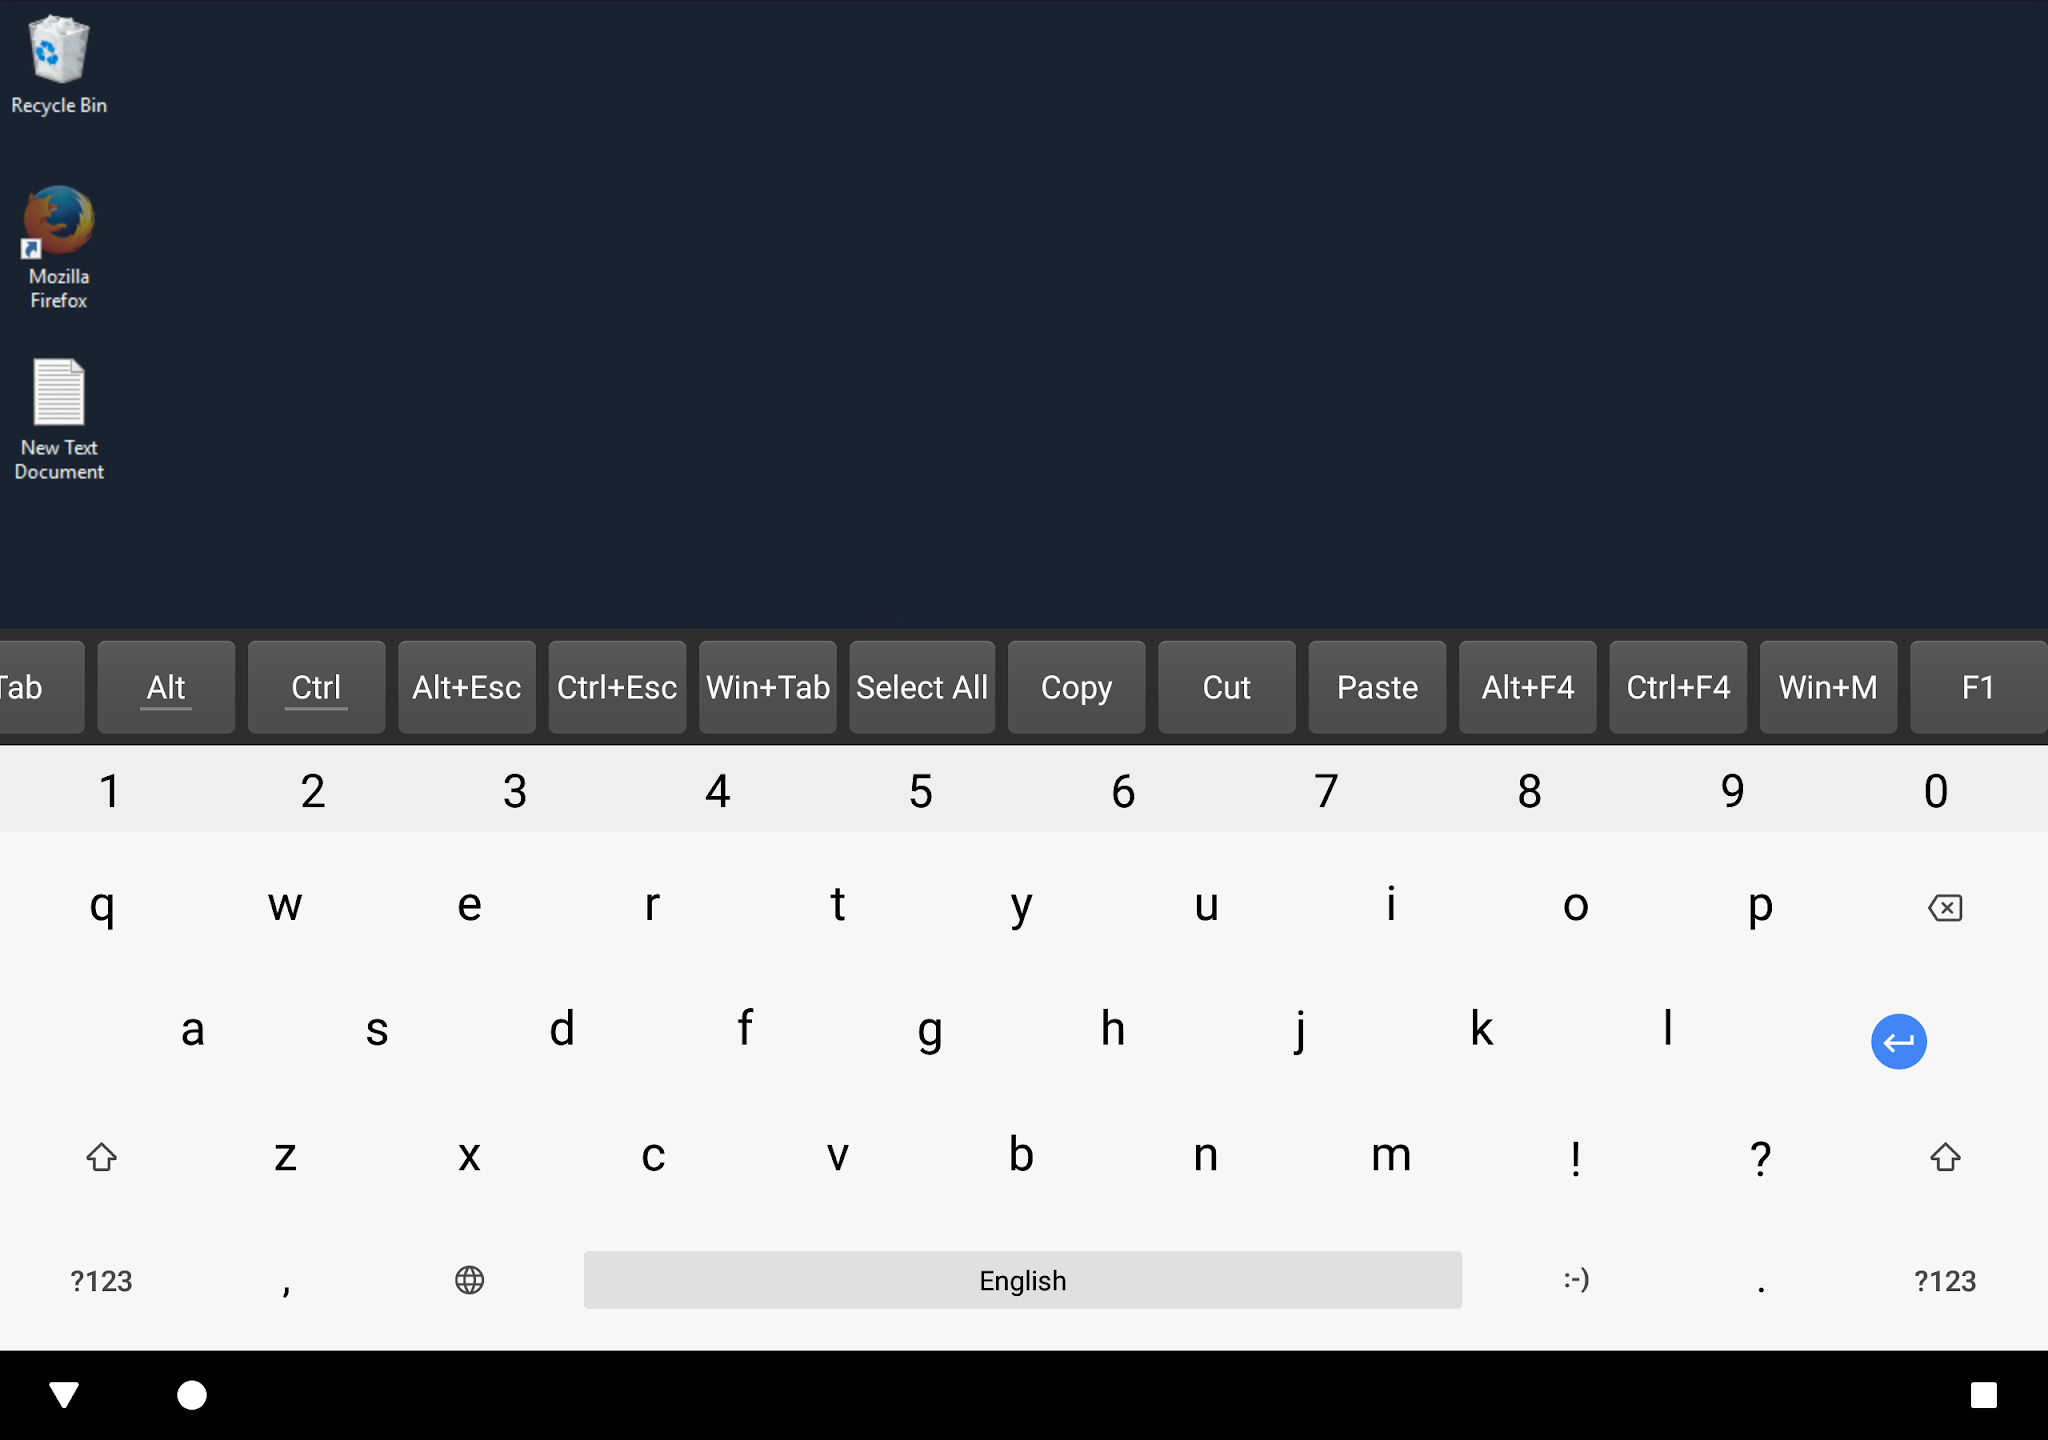 Recycle Bin
Mozilla
Firefox
New Text
Document
Tab Alt Ctrl Alt+Esc Ctrl+Esc Win+Tab Select All Copy Cut Paste Alt+F4 Ctrl+F4 Win+M F1
1 2 3 4 5 6 7 8 9 0
q w e r t y u i o p
a s d f g h j k l
z x c v b n m ! ?
?123 , English :-) . ?123